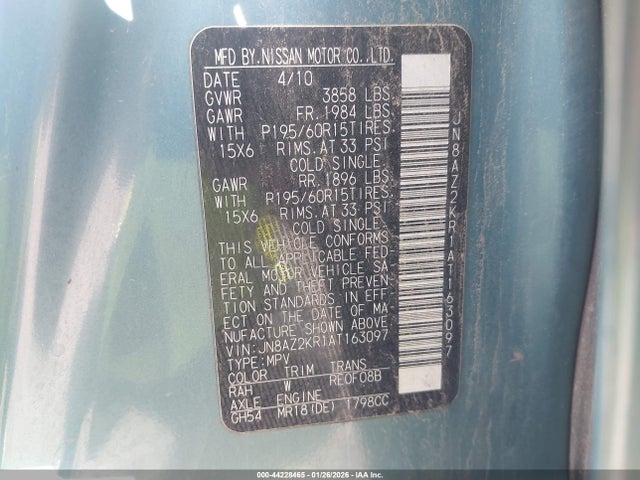 MFD BY.NISSAN MOTOR CO.,LTD.
DATE 4/10
GVWR 3858 LBS.
GAWR FR.1984 LBS.
WITH P195/60R15TIRES.
15X6 RIMS.AT 33 PSI
COLD SINGLE
GAWR RR.1896 LBS.
WITH P195/60R15TIRES.
15X6 RIMS.AT 33 PSI
COLD SINGLE
THIS VEHICLE CONFORMS
TO ALL APPLICABLE FED-
ERAL MOTOR VEHICLE SA-
FETY AND THEFT PREVEN-
TION STANDARDS IN EFF-
ECT ON THE DATE OF MA-
NUFACTURE SHOWN ABOVE.
VIN:JN8AZ2KR1AT163097
TYPE:MPV
COLOR TRIM TRANS
RAH W RE0F08B
AXLE ENGINE
GH54 MR18(DE) 1798CC
JN8AZ2KR1AT163097
000-44228465 - 01/26/2026 - IAA Inc.